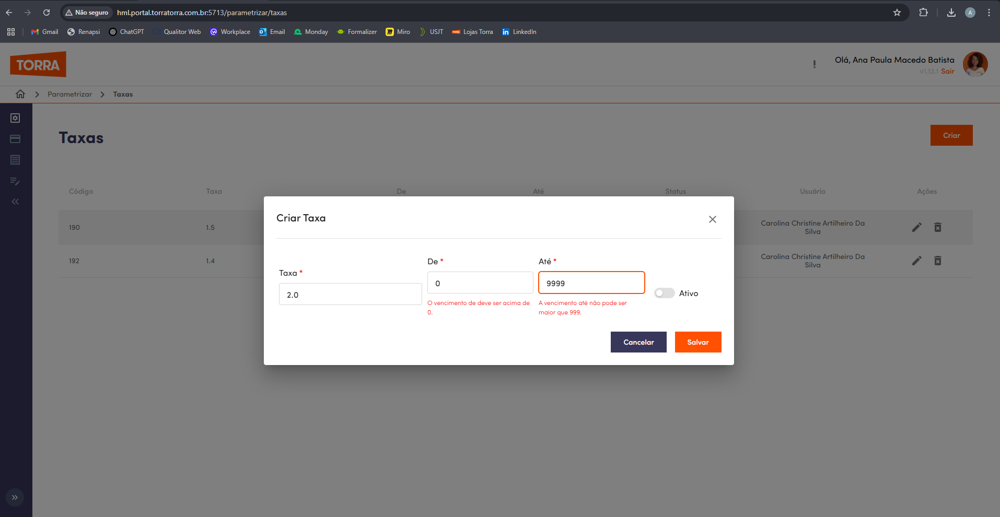 Não seguro
hml.portal.torratorra.com.br:5713/parametrizar/taxas
A
Gmail Renapsi ChatGPT Qualitor Web Workplace Email Monday Formalizer Miro USJT Lojas Torra LinkedIn
TORRA
Olá, Ana Paula Macedo Batista
v1.12.1 Sair
Parametrizar Taxas
Taxas
Criar
Código Taxa De Até Status Usuário Ações
190 1.5 Carolina Christine Artilheiro Da
Silva
192 1.4 Carolina Christine Artilheiro Da
Silva
Criar Taxa
Taxa *
2.0
De *
0
O vencimento de deve ser acima de
0.
Até *
9999
A vencimento até não pode ser
maior que 999.
Ativo
Cancelar
Salvar